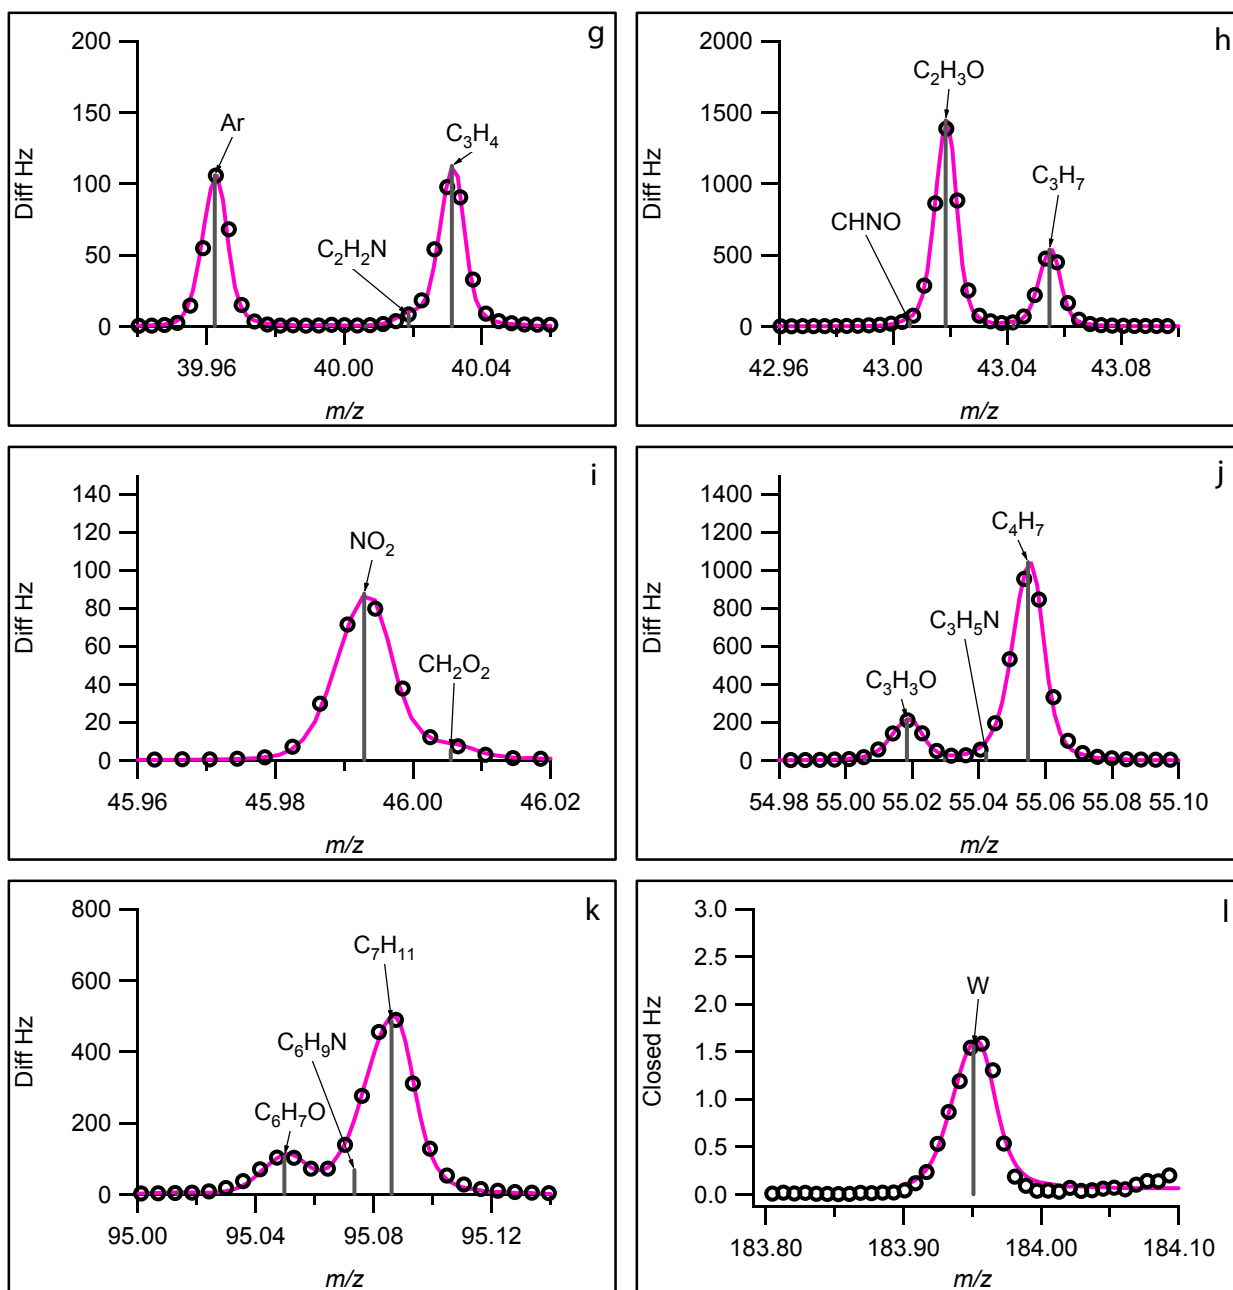 g
200
150
100
50
0
Diff Hz
Ar
C₂H₂N
C₃H₄
39.96 40.00 40.04
m/z
h
2000
1500
1000
500
0
Diff Hz
CHNO
C₂H₃O
C₃H₇
42.96 43.00 43.04 43.08
m/z
i
140
120
100
80
60
40
20
0
Diff Hz
NO₂
CH₂O₂
45.96 45.98 46.00 46.02
m/z
j
1400
1200
1000
800
600
400
200
0
Diff Hz
C₃H₃O
C₃H₅N
C₄H₇
54.98 55.00 55.02 55.04 55.06 55.08 55.10
m/z
k
800
600
400
200
0
Diff Hz
C₆H₇O
C₆H₉N
C₇H₁₁
95.00 95.04 95.08 95.12
m/z
l
3.0
2.5
2.0
1.5
1.0
0.5
0.0
Closed Hz
W
183.80 183.90 184.00 184.10
m/z